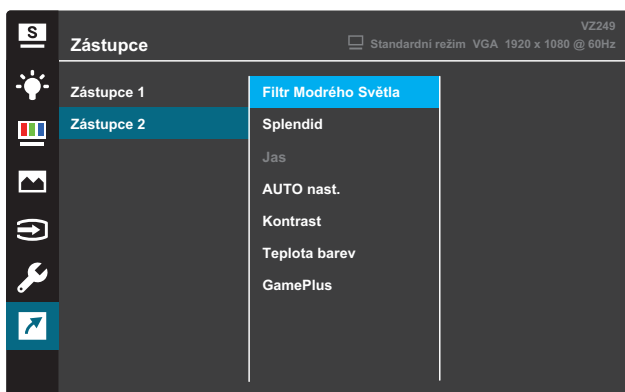 S
VZ249
Zástupce
Standardní režim VGA 1920 x 1080 @ 60Hz
Zástupce 1
Zástupce 2
Filtr Modrého Světla
Splendid
Jas
AUTO nast.
Kontrast
Teplota barev
GamePlus